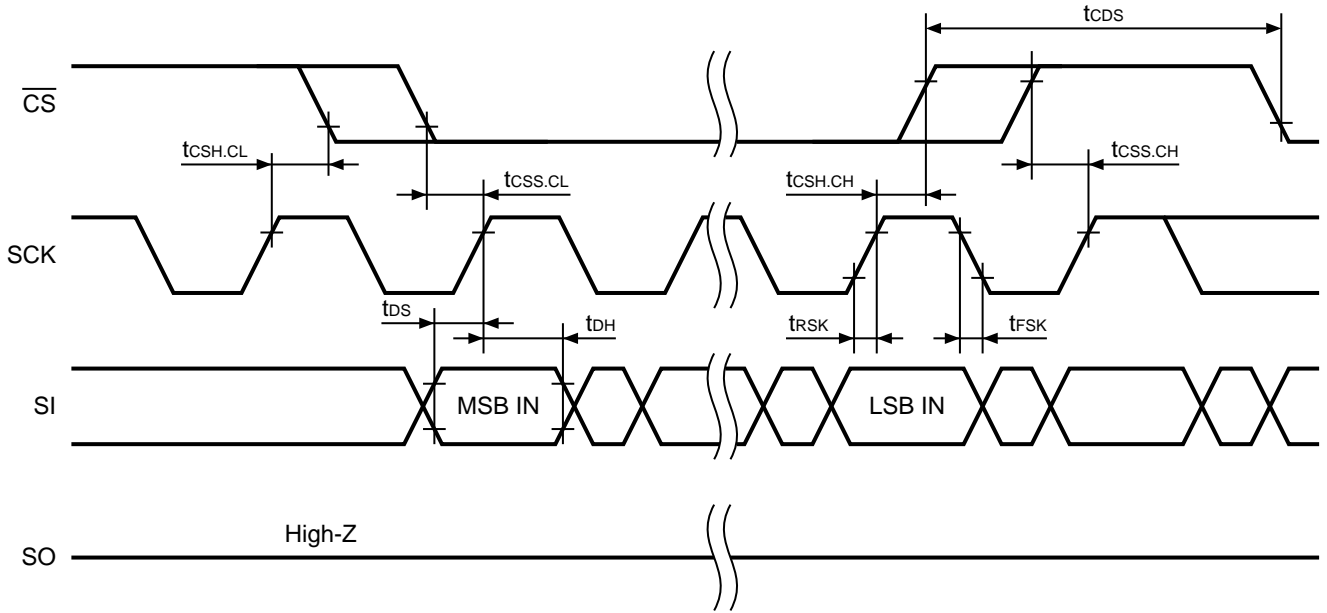 tCDS
CS
tCSH.CL
tCSS.CL
tCSH.CH
tCSS.CH
SCK
tDS
tDH
tRSK
tFSK
SI
MSB IN
LSB IN
High-Z
SO